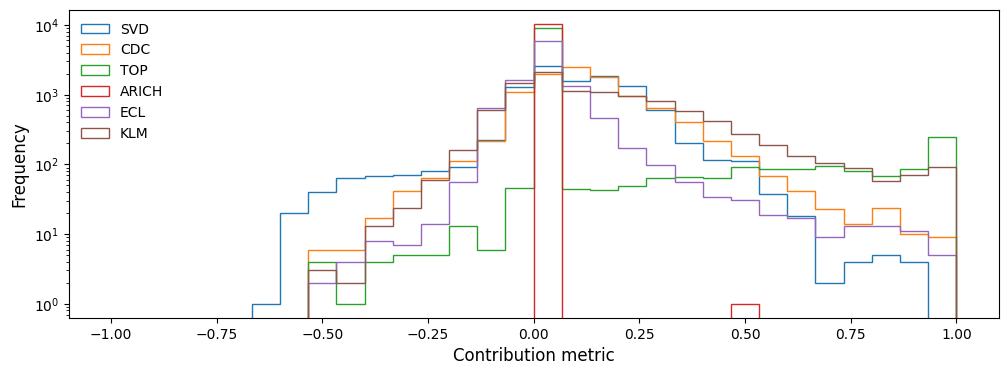 SVD
CDC
TOP
ARICH
ECL
KLM
Frequency
10⁴
10³
10²
10¹
10⁰
−1.00 −0.75 −0.50 −0.25 0.00 0.25 0.50 0.75 1.00
Contribution metric